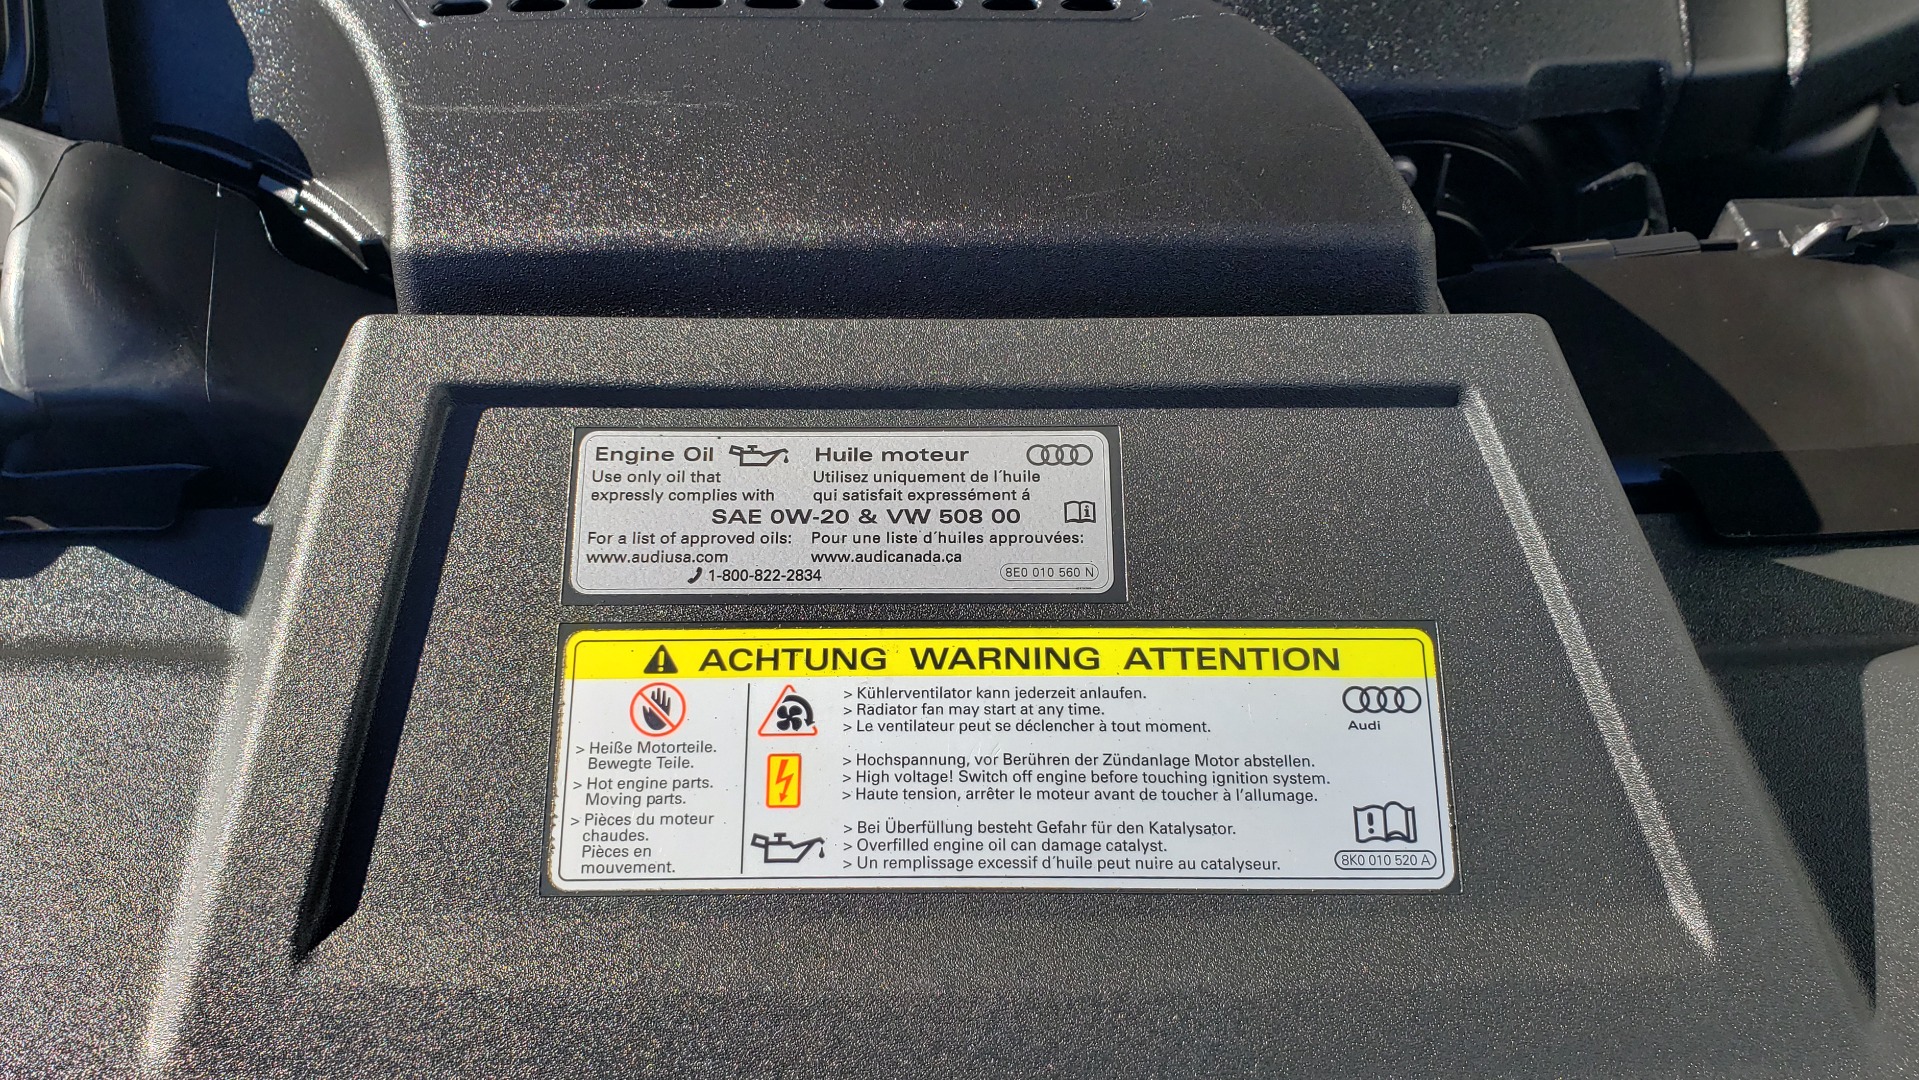 Engine Oil Huile moteur
Use only oil that Utilisez uniquement de l´huile
expressly complies with qui satisfait expressément á
SAE 0W-20 & VW 508 00
For a list of approved oils: Pour une liste d´huiles approuvées:
www.audiusa.com www.audicanada.ca
1-800-822-2834 8E0 010 560 N
ACHTUNG WARNING ATTENTION
> Heiße Motorteile.
Bewegte Teile.
> Hot engine parts.
Moving parts.
> Pièces du moteur
chaudes.
Pièces en
mouvement.
> Kühlerventilator kann jederzeit anlaufen.
> Radiator fan may start at any time.
> Le ventilateur peut se déclencher à tout moment.
Audi
> Hochspannung, vor Berühren der Zündanlage Motor abstellen.
> High voltage! Switch off engine before touching ignition system.
> Haute tension, arrêter le moteur avant de toucher à l'allumage.
> Bei Überfüllung besteht Gefahr für den Katalysator.
> Overfilled engine oil can damage catalyst.
> Un remplissage excessif d´huile peut nuire au catalyseur.
8K0 010 520 A